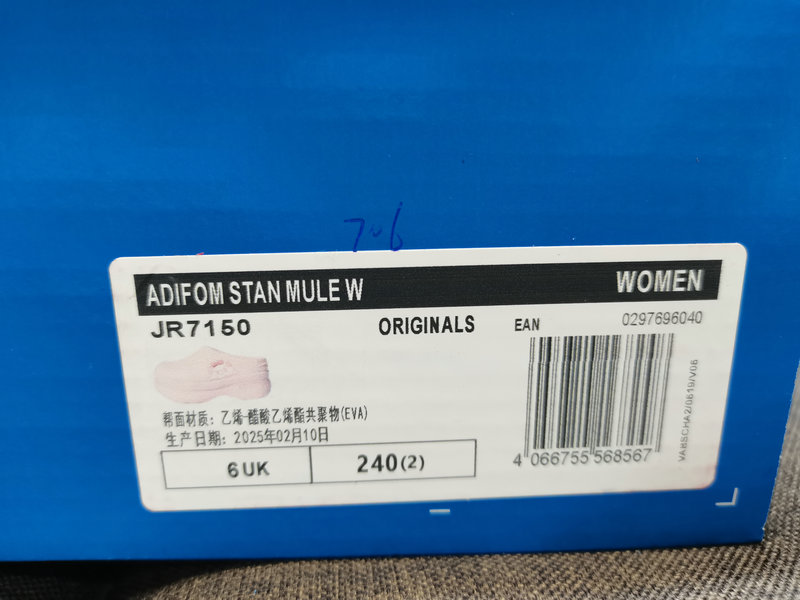 7-6
ADIFOM STAN MULE W WOMEN
JR7150 ORIGINALS EAN 0297696040
帮面材质: 乙烯-醋酸乙烯酯共聚物(EVA)
生产日期: 2025年02月10日
6UK 240(2)
4 066755 568567
VABSCHA2/0619/V06